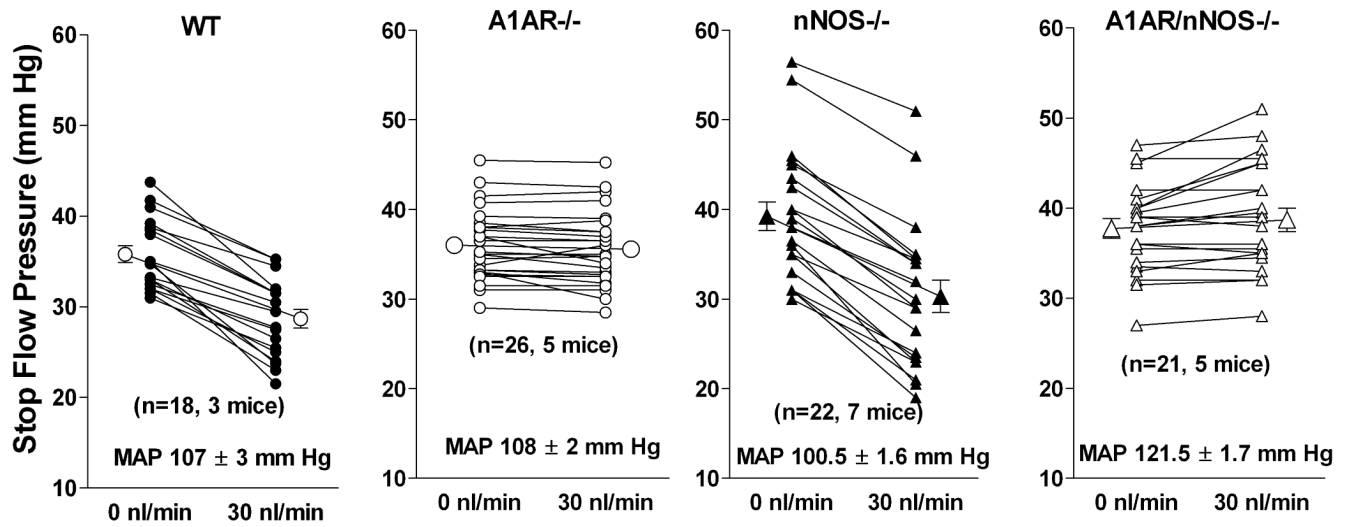 WT
A1AR-/-
nNOS-/-
A1AR/nNOS-/-
Stop Flow Pressure (mm Hg)
60
50
40
30
20
10
(n=18, 3 mice)
MAP 107 ± 3 mm Hg
0 nl/min 30 nl/min
60
50
40
30
20
10
(n=26, 5 mice)
MAP 108 ± 2 mm Hg
0 nl/min 30 nl/min
60
50
40
30
20
10
(n=22, 7 mice)
MAP 100.5 ± 1.6 mm Hg
0 nl/min 30 nl/min
60
50
40
30
20
10
(n=21, 5 mice)
MAP 121.5 ± 1.7 mm Hg
0 nl/min 30 nl/min